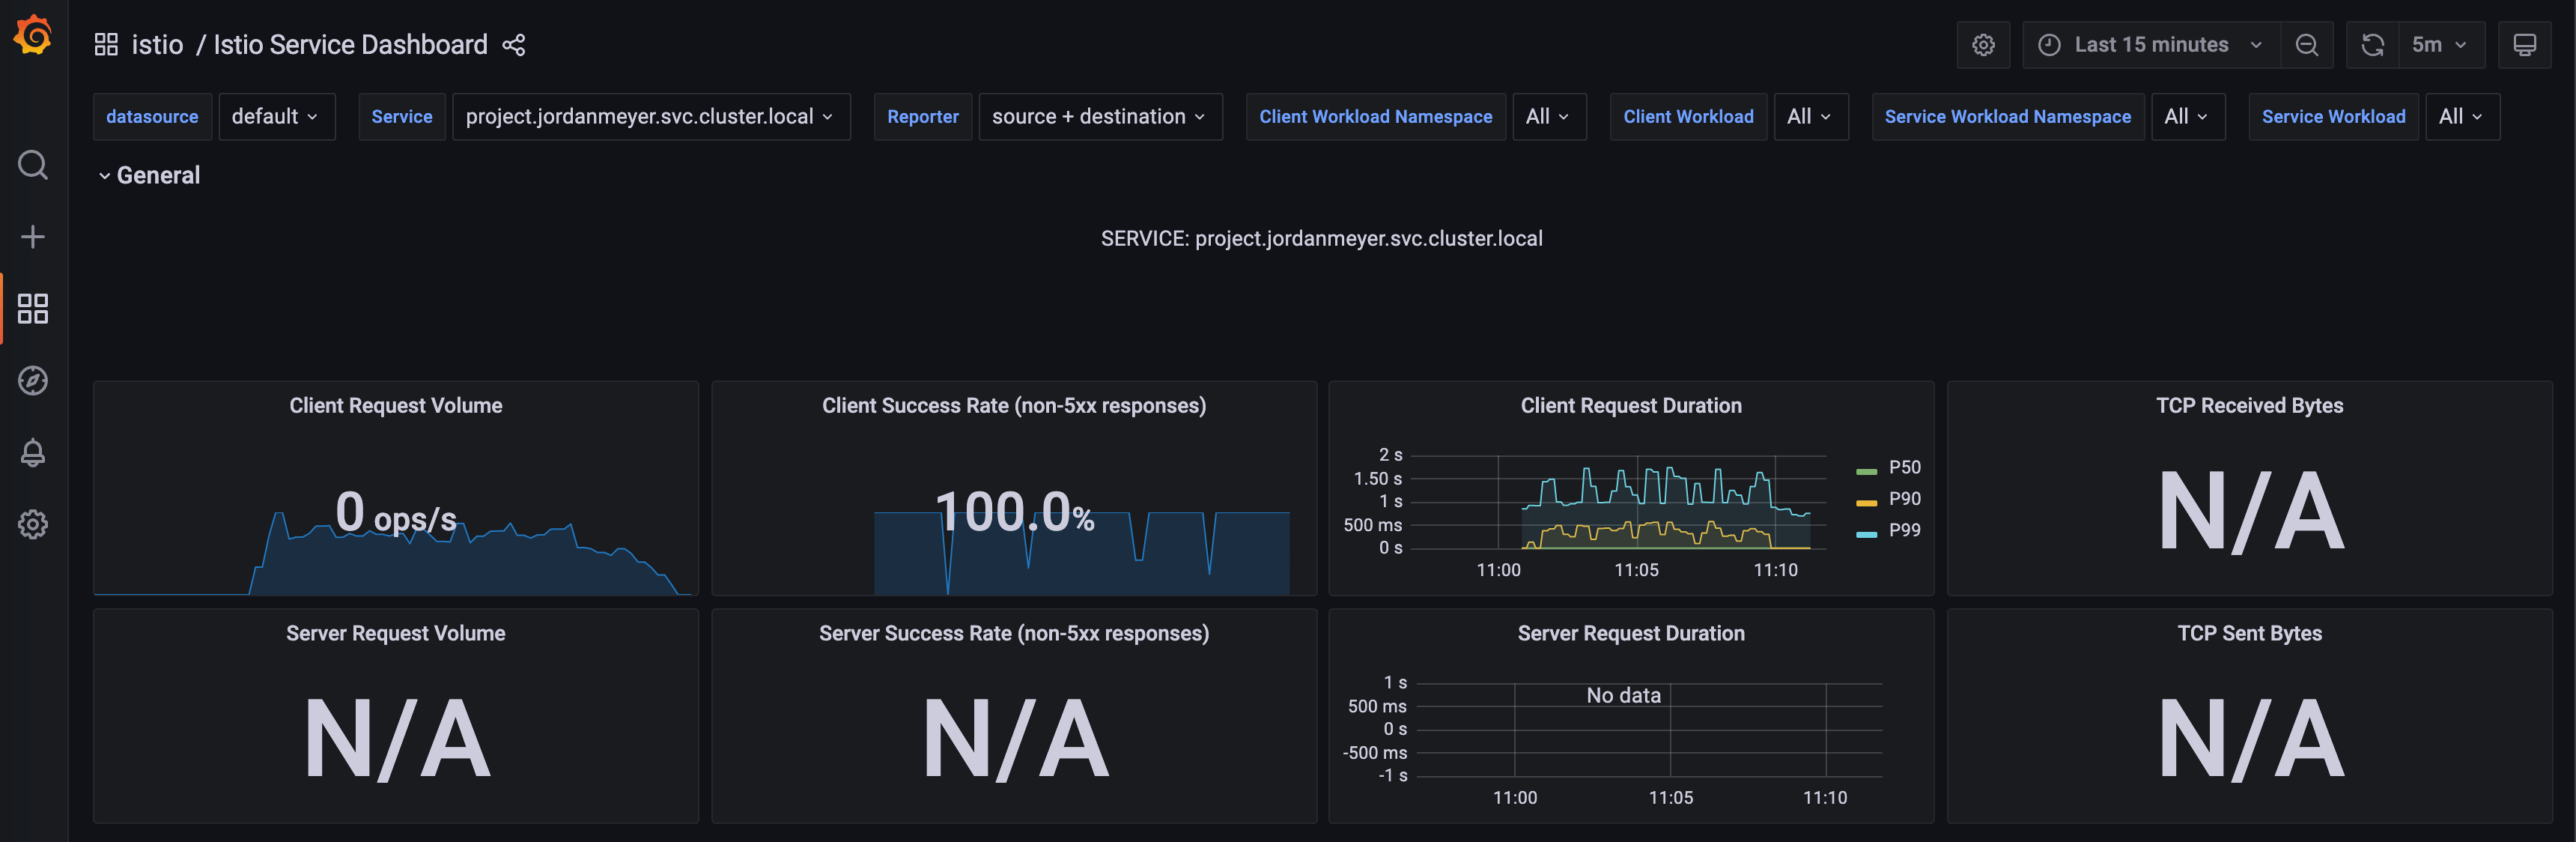 istio / Istio Service Dashboard
Last 15 minutes
5m
datasource default Service project.jordanmeyer.svc.cluster.local Reporter source + destination Client Workload Namespace All Client Workload All Service Workload Namespace All Service Workload All
General
SERVICE: project.jordanmeyer.svc.cluster.local
Client Request Volume
0 ops/s
Client Success Rate (non-5xx responses)
100.0%
Client Request Duration
2 s
1.50 s
1 s
500 ms
0 s
11:00 11:05 11:10
P50
P90
P99
TCP Received Bytes
N/A
Server Request Volume
N/A
Server Success Rate (non-5xx responses)
N/A
Server Request Duration
1 s
No data
500 ms
0 s
-500 ms
-1 s
11:00 11:05 11:10
TCP Sent Bytes
N/A